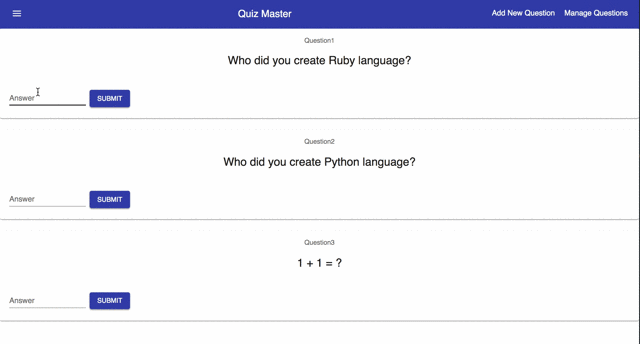 Quiz Master
Add New Question
Manage Questions
Question1
Who did you create Ruby language?
Answer
SUBMIT
Question2
Who did you create Python language?
Answer
SUBMIT
Question3
1 + 1 = ?
Answer
SUBMIT